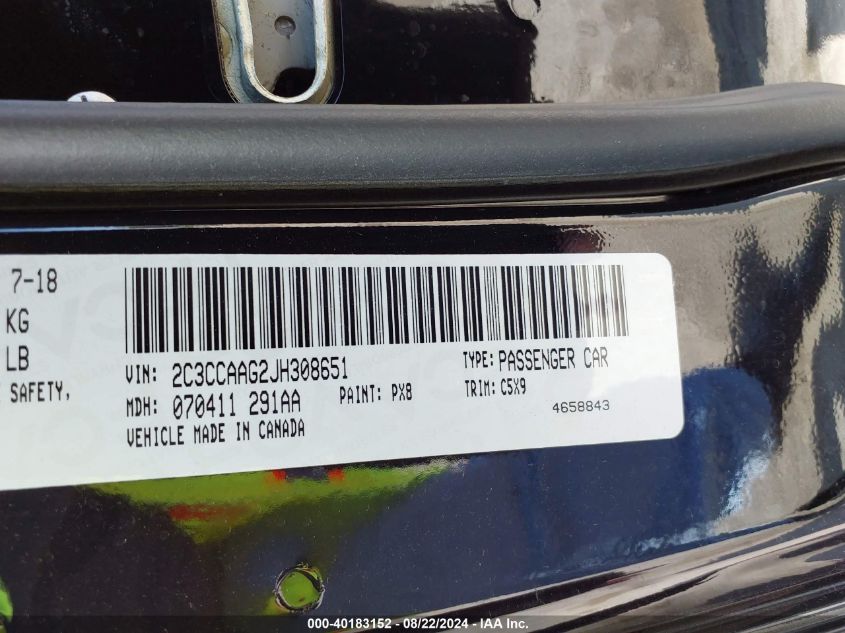 7-18
KG
LB
SAFETY,
VIN: 2C3CCAAG2JH308651
TYPE: PASSENGER CAR
MDH: 070411 291AA
PAINT: PX8
TRIM: C5X9
VEHICLE MADE IN CANADA
4658843
000-40183152 - 08/22/2024 - IAA Inc.